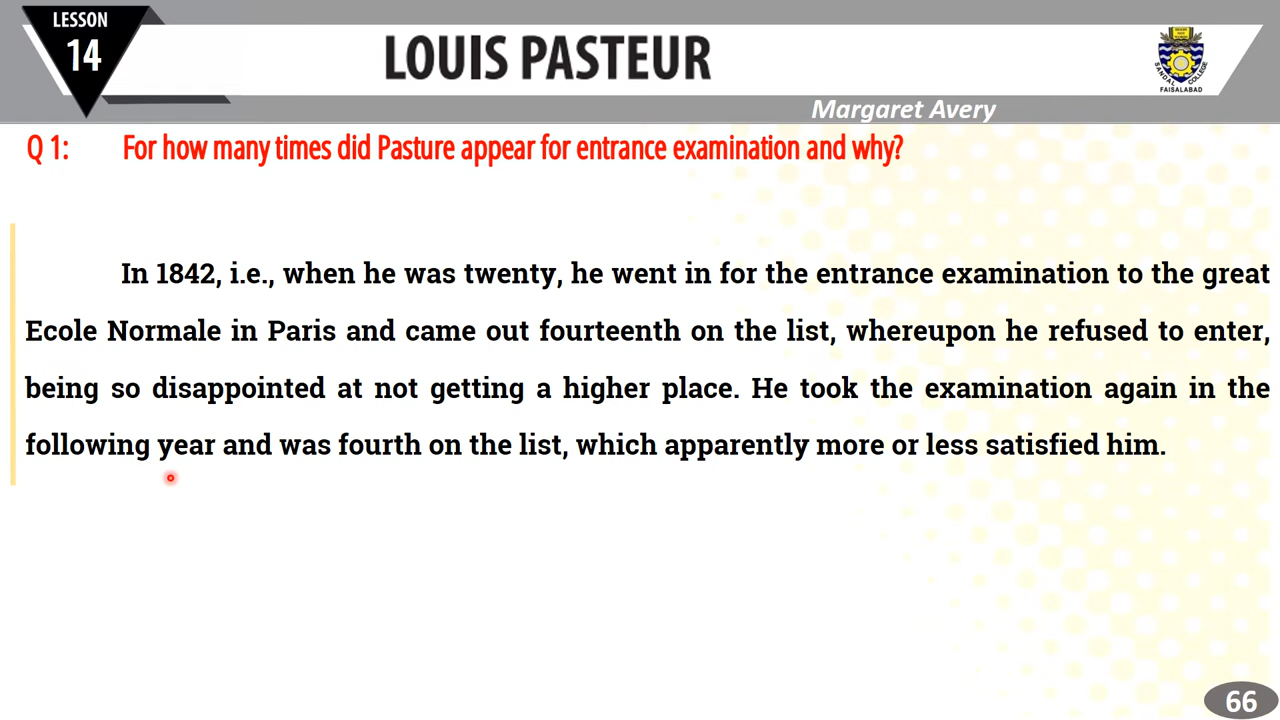 LESSON
14
LOUIS PASTEUR
SANDAL COLLEGE
FAISALABAD
Margaret Avery
Q 1: For how many times did Pasture appear for entrance examination and why?
In 1842, i.e., when he was twenty, he went in for the entrance examination to the great
Ecole Normale in Paris and came out fourteenth on the list, whereupon he refused to enter,
being so disappointed at not getting a higher place. He took the examination again in the
following year and was fourth on the list, which apparently more or less satisfied him.
66